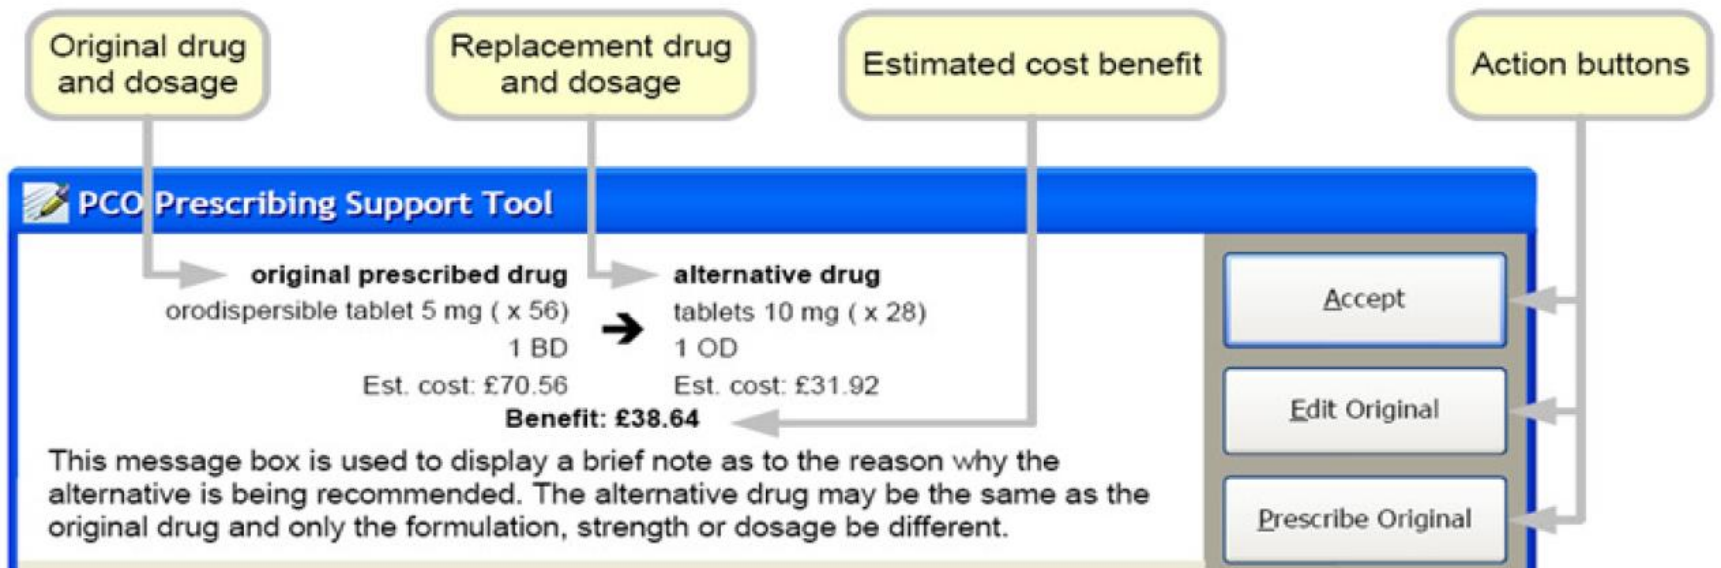 Original drug
and dosage
Replacement drug
and dosage
Estimated cost benefit
Action buttons
PCO Prescribing Support Tool
original prescribed drug
orodispersible tablet 5 mg ( x 56)
1 BD
Est. cost: £70.56
➔
alternative drug
tablets 10 mg ( x 28)
1 OD
Est. cost: £31.92
Benefit: £38.64
This message box is used to display a brief note as to the reason why the
alternative is being recommended. The alternative drug may be the same as the
original drug and only the formulation, strength or dosage be different.
Accept
Edit Original
Prescribe Original